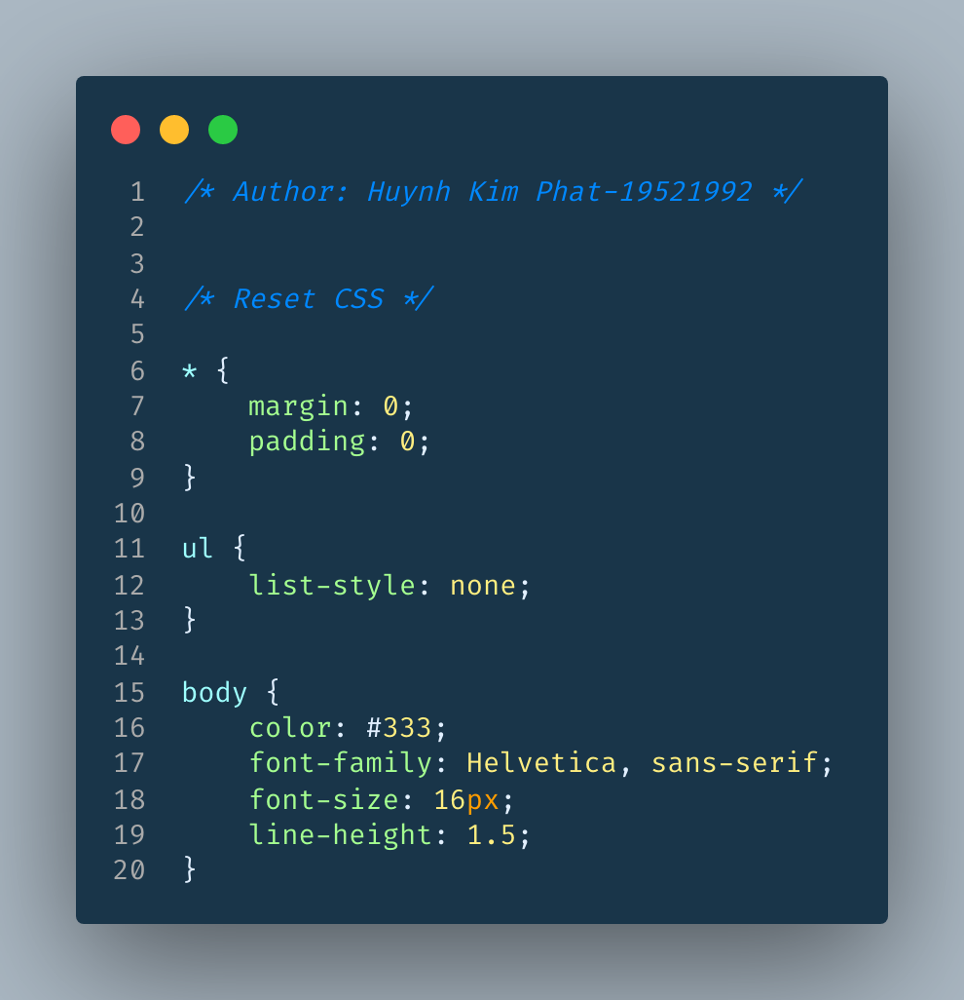 1 /* Author: Huynh Kim Phat-19521992 */
2
3
4 /* Reset CSS */
5
6 * {
7     margin: 0;
8     padding: 0;
9 }
10
11 ul {
12     list-style: none;
13 }
14
15 body {
16     color: #333;
17     font-family: Helvetica, sans-serif;
18     font-size: 16px;
19     line-height: 1.5;
20 }